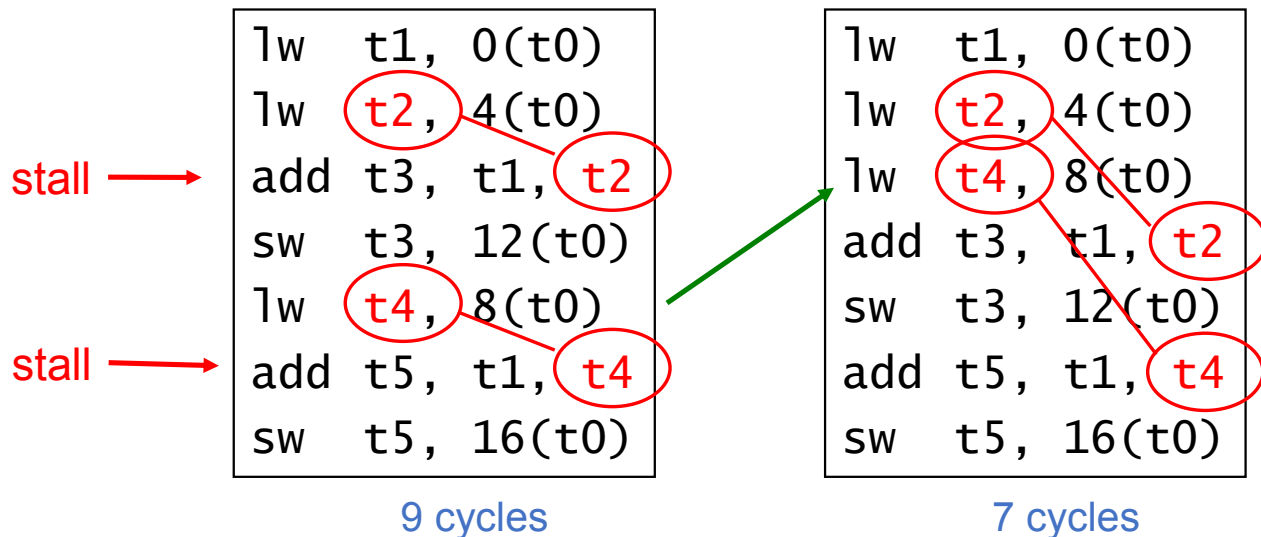 lw t1, 0(t0)
lw t2, 4(t0)
stall
add t3, t1, t2
sw t3, 12(t0)
lw t4, 8(t0)
stall
add t5, t1, t4
sw t5, 16(t0)
9 cycles
lw t1, 0(t0)
lw t2, 4(t0)
lw t4, 8(t0)
add t3, t1, t2
sw t3, 12(t0)
add t5, t1, t4
sw t5, 16(t0)
7 cycles